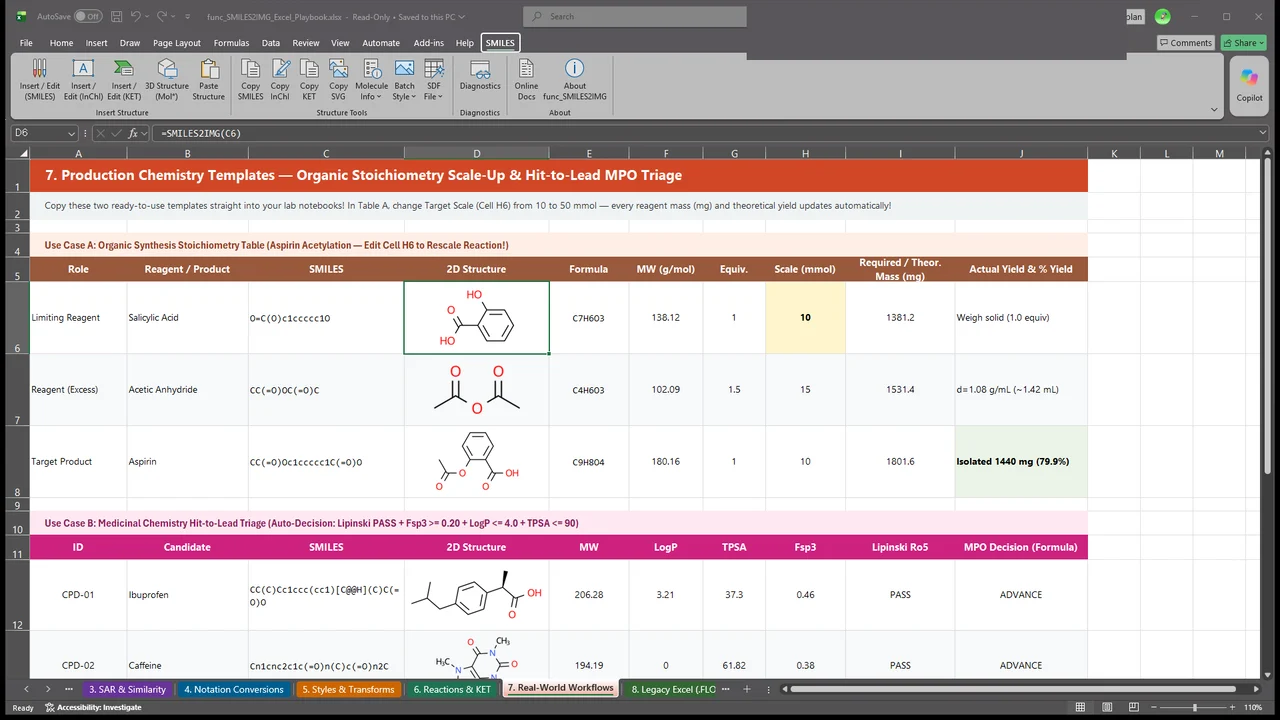 AutoSave Off func_SMILES2IMG_Excel_Playbook.xlsx - Read-Only • Saved to this PC Search
File Home Insert Draw Page Layout Formulas Data Review View Automate Add-ins Help SMILES Comments Share
Insert / Edit (SMILES) Insert / Edit (InChI) Insert / Edit (KET) 3D Structure (Mol*) Paste Structure Copy SMILES Copy InChI Copy KET Copy SVG Molecule Info Batch Style SDF File Diagnostics Online Docs About func_SMILES2IMG Copilot
Insert Structure Structure Tools Diagnostics About
D6 fx =SMILES2IMG(C6)
A B C D E F G H I J K L M
1 7. Production Chemistry Templates — Organic Stoichiometry Scale-Up & Hit-to-Lead MPO Triage
2 Copy these two ready-to-use templates straight into your lab notebooks! In Table A, change Target Scale (Cell H6) from 10 to 50 mmol — every reagent mass (mg) and theoretical yield updates automatically!
3
4 Use Case A: Organic Synthesis Stoichiometry Table (Aspirin Acetylation — Edit Cell H6 to Rescale Reaction!)
5 Role Reagent / Product SMILES 2D Structure Formula MW (g/mol) Equiv. Scale (mmol) Required / Theor. Mass (mg) Actual Yield & % Yield
6 Limiting Reagent Salicylic Acid O=C(O)c1ccccc1O HO O HO C7H6O3 138.12 1 10 1381.2 Weigh solid (1.0 equiv)
7 Reagent (Excess) Acetic Anhydride CC(=O)OC(=O)C O O O C4H6O3 102.09 1.5 15 1531.4 d=1.08 g/mL (~1.42 mL)
8 Target Product Aspirin CC(=O)Oc1ccccc1C(=O)O O O O OH C9H8O4 180.16 1 10 1801.6 Isolated 1440 mg (79.9%)
9
10 Use Case B: Medicinal Chemistry Hit-to-Lead Triage (Auto-Decision: Lipinski PASS + Fsp3 >= 0.20 + LogP <= 4.0 + TPSA <= 90)
11 ID Candidate SMILES 2D Structure MW LogP TPSA Fsp3 Lipinski Ro5 MPO Decision (Formula)
12 CPD-01 Ibuprofen CC(C)Cc1ccc(cc1)[C@@H](C)C(=O)O OH O 206.28 3.21 37.3 0.46 PASS ADVANCE
CPD-02 Caffeine Cn1cnc2c1c(=O)n(C)c(=O)n2C O CH₃ N O H₃C N N 194.19 0 61.82 0.38 PASS ADVANCE
3. SAR & Similarity 4. Notation Conversions 5. Styles & Transforms 6. Reactions & KET 7. Real-World Workflows 8. Legacy Excel (.FLO
Ready Accessibility: Investigate 110%